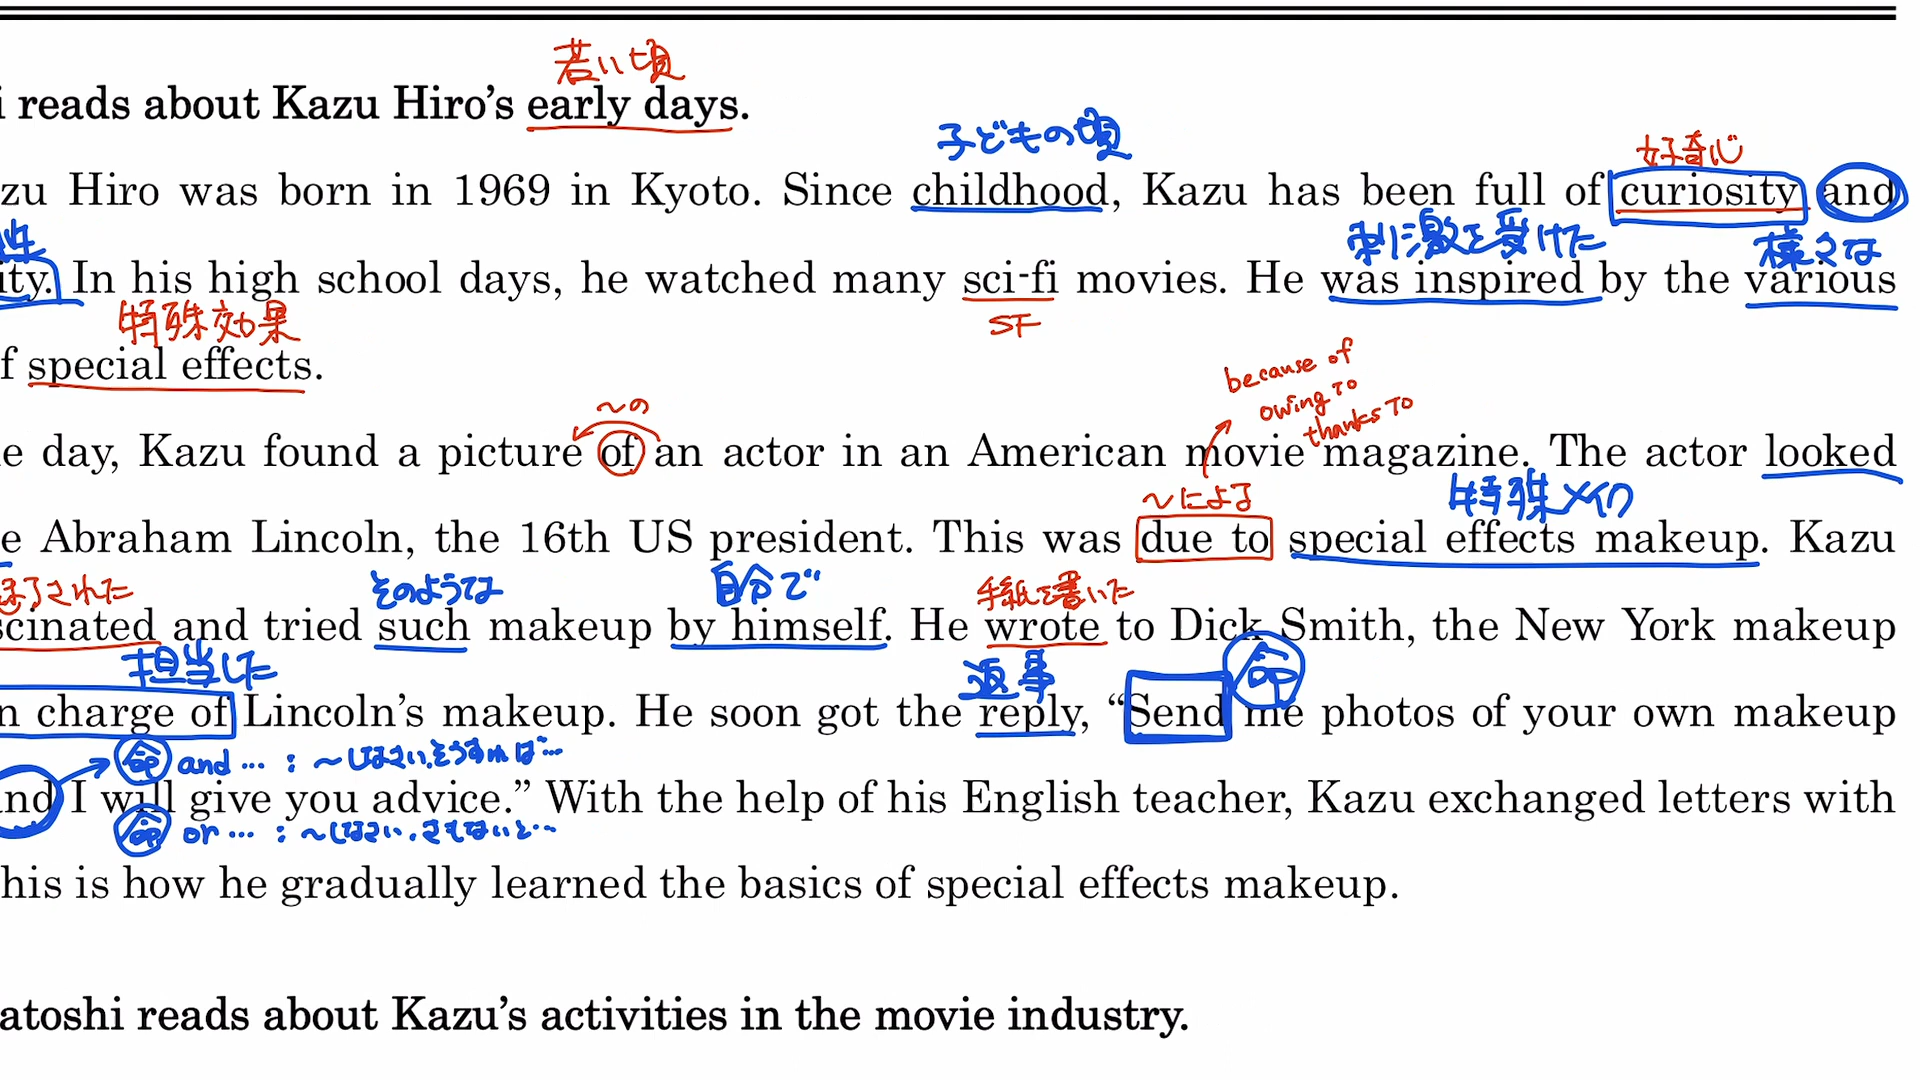 若い頃
i reads about Kazu Hiro's early days.
子どもの頃
好奇心
zu Hiro was born in 1969 in Kyoto. Since childhood, Kazu has been full of curiosity and
性
刺激を受けた
様々な
ity. In his high school days, he watched many sci-fi movies. He was inspired by the various
特殊効果
SF
f special effects.
because of
owing to
thanks to
~の
e day, Kazu found a picture of an actor in an American movie magazine. The actor looked
~による
特殊メイク
e Abraham Lincoln, the 16th US president. This was due to special effects makeup. Kazu
了された
そのような
自分で
手紙を書いた
scinated and tried such makeup by himself. He wrote to Dick Smith, the New York makeup
担当した
返事
命
n charge of Lincoln's makeup. He soon got the reply, “Send me photos of your own makeup
命 and … : ~しなさい, そうすれば…
nd I will give you advice.” With the help of his English teacher, Kazu exchanged letters with
命 or … : ~しなさい, さもないと…
his is how he gradually learned the basics of special effects makeup.
atoshi reads about Kazu's activities in the movie industry.